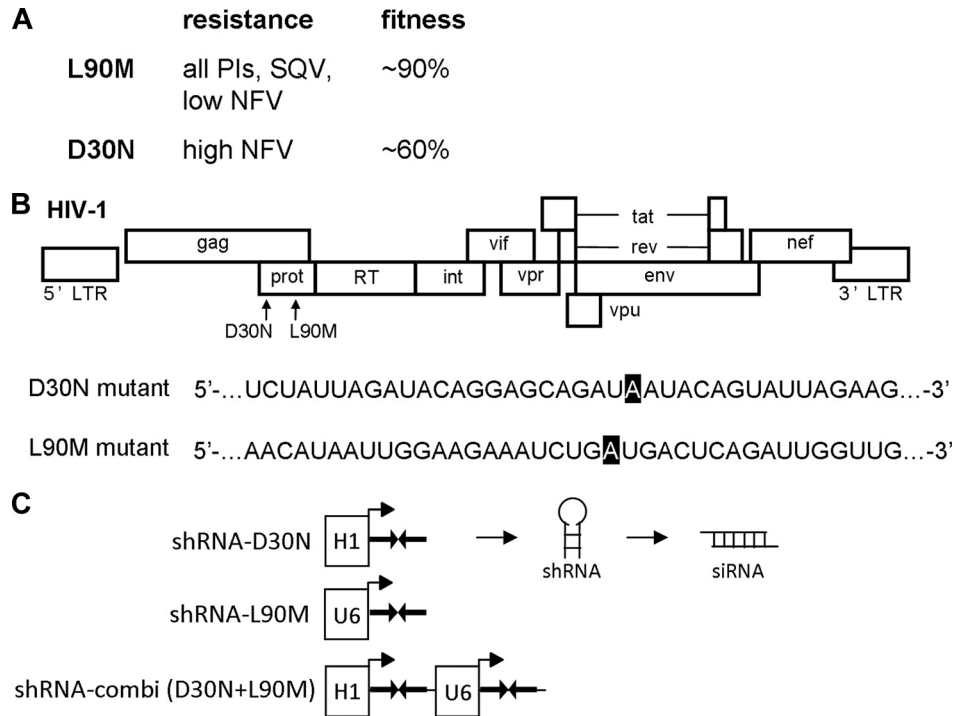 A resistance fitness
L90M all PIs, SQV, ~90%
low NFV
D30N high NFV ~60%
B HIV-1
gag vif tat rev nef
5' LTR prot RT int vpr env 3' LTR
vpu
D30N L90M
D30N mutant 5'-...UCUAUUAGAUACAGGAGCAGAUAAUACAGUAUUAGAAG...-3'
L90M mutant 5'-...AACAUAAUUGGAAGAAAUCUGAUGACUCAGAUUGGUUG...-3'
C
shRNA-D30N H1 shRNA siRNA
shRNA-L90M U6
shRNA-combi (D30N+L90M) H1 U6